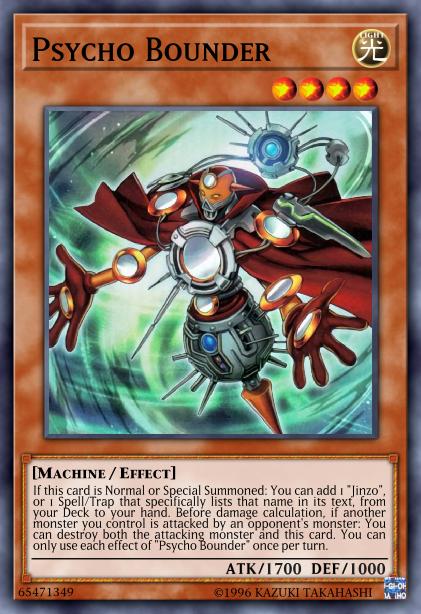 PSYCHO BOUNDER
LIGHT
光
[MACHINE / EFFECT]
If this card is Normal or Special Summoned: You can add 1 "Jinzo",
or 1 Spell/Trap that specifically lists that name in its text, from
your Deck to your hand. Before damage calculation, if another
monster you control is attacked by an opponent's monster: You
can destroy both the attacking monster and this card. You can
only use each effect of "Psycho Bounder" once per turn.
ATK/1700 DEF/1000
65471349
©1996 KAZUKI TAKAHASHI